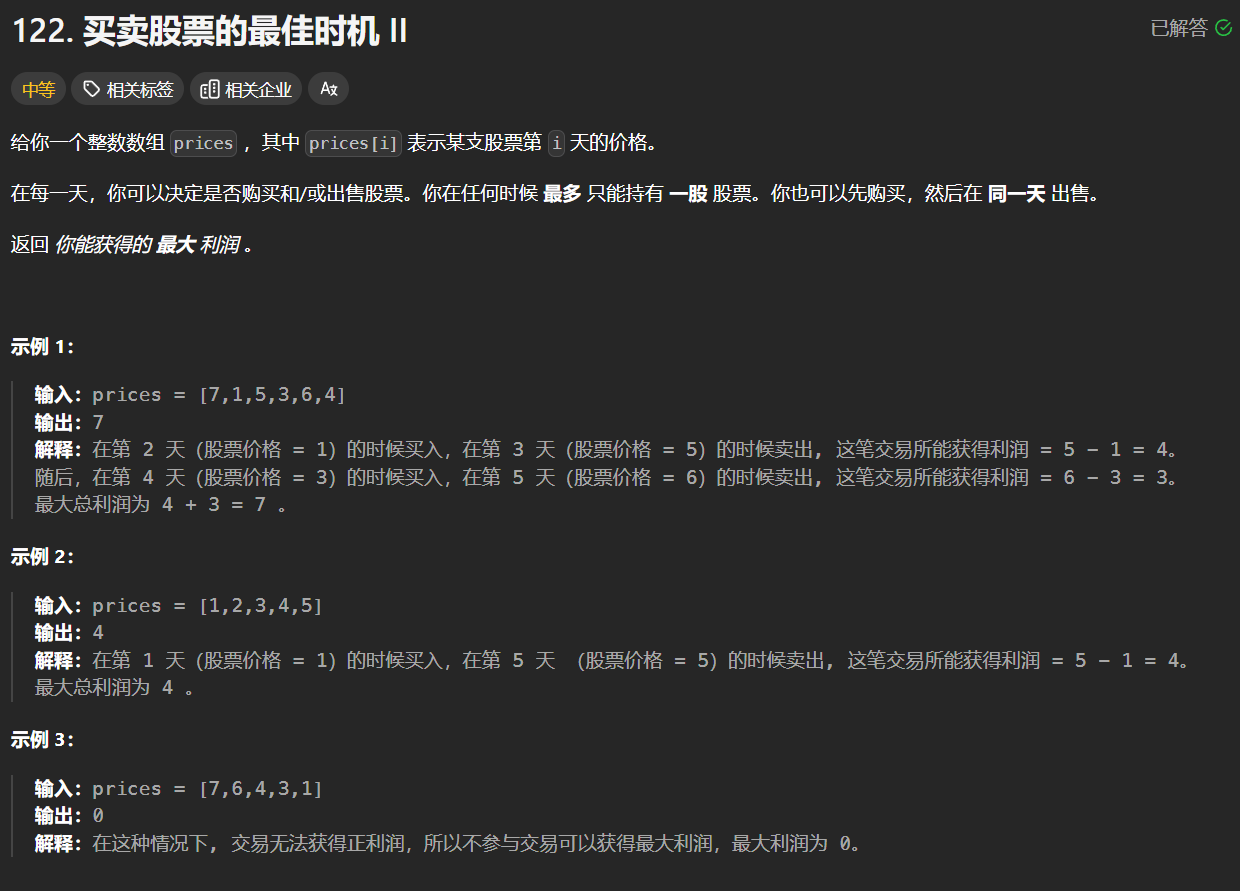 122. 买卖股票的最佳时机 II
已解答
中等 相关标签 相关企业 Ax
给你一个整数数组 prices ，其中 prices[i] 表示某支股票第 i 天的价格。
在每一天，你可以决定是否购买和/或出售股票。你在任何时候 最多 只能持有 一股 股票。你也可以先购买，然后在 同一天 出售。
返回 你能获得的 最大 利润 。
示例 1：
输入：prices = [7,1,5,3,6,4]
输出：7
解释：在第 2 天（股票价格 = 1）的时候买入，在第 3 天（股票价格 = 5）的时候卖出, 这笔交易所能获得利润 = 5 - 1 = 4。
随后，在第 4 天（股票价格 = 3）的时候买入，在第 5 天（股票价格 = 6）的时候卖出, 这笔交易所能获得利润 = 6 - 3 = 3。
最大总利润为 4 + 3 = 7 。
示例 2：
输入：prices = [1,2,3,4,5]
输出：4
解释：在第 1 天（股票价格 = 1）的时候买入，在第 5 天 （股票价格 = 5）的时候卖出, 这笔交易所能获得利润 = 5 - 1 = 4。
最大总利润为 4 。
示例 3：
输入：prices = [7,6,4,3,1]
输出：0
解释：在这种情况下, 交易无法获得正利润，所以不参与交易可以获得最大利润，最大利润为 0。